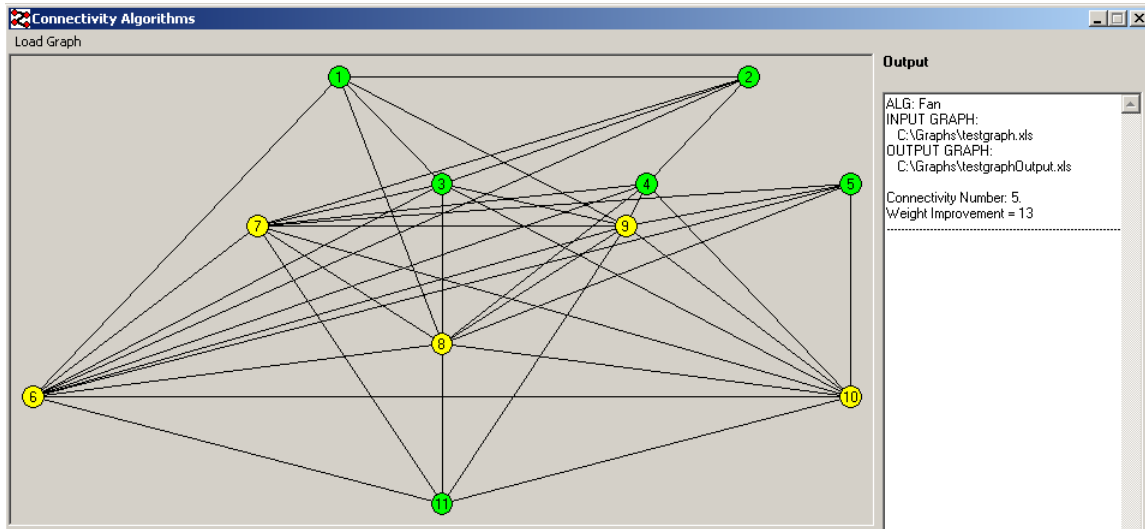 Connectivity Algorithms
Load Graph
1
2
3
4
5
7
9
8
6
10
11
Output
ALG: Fan
INPUT GRAPH:
C:\Graphs\testgraph.xls
OUTPUT GRAPH:
C:\Graphs\testgraphOutput.xls
Connectivity Number: 5.
Weight Improvement = 13